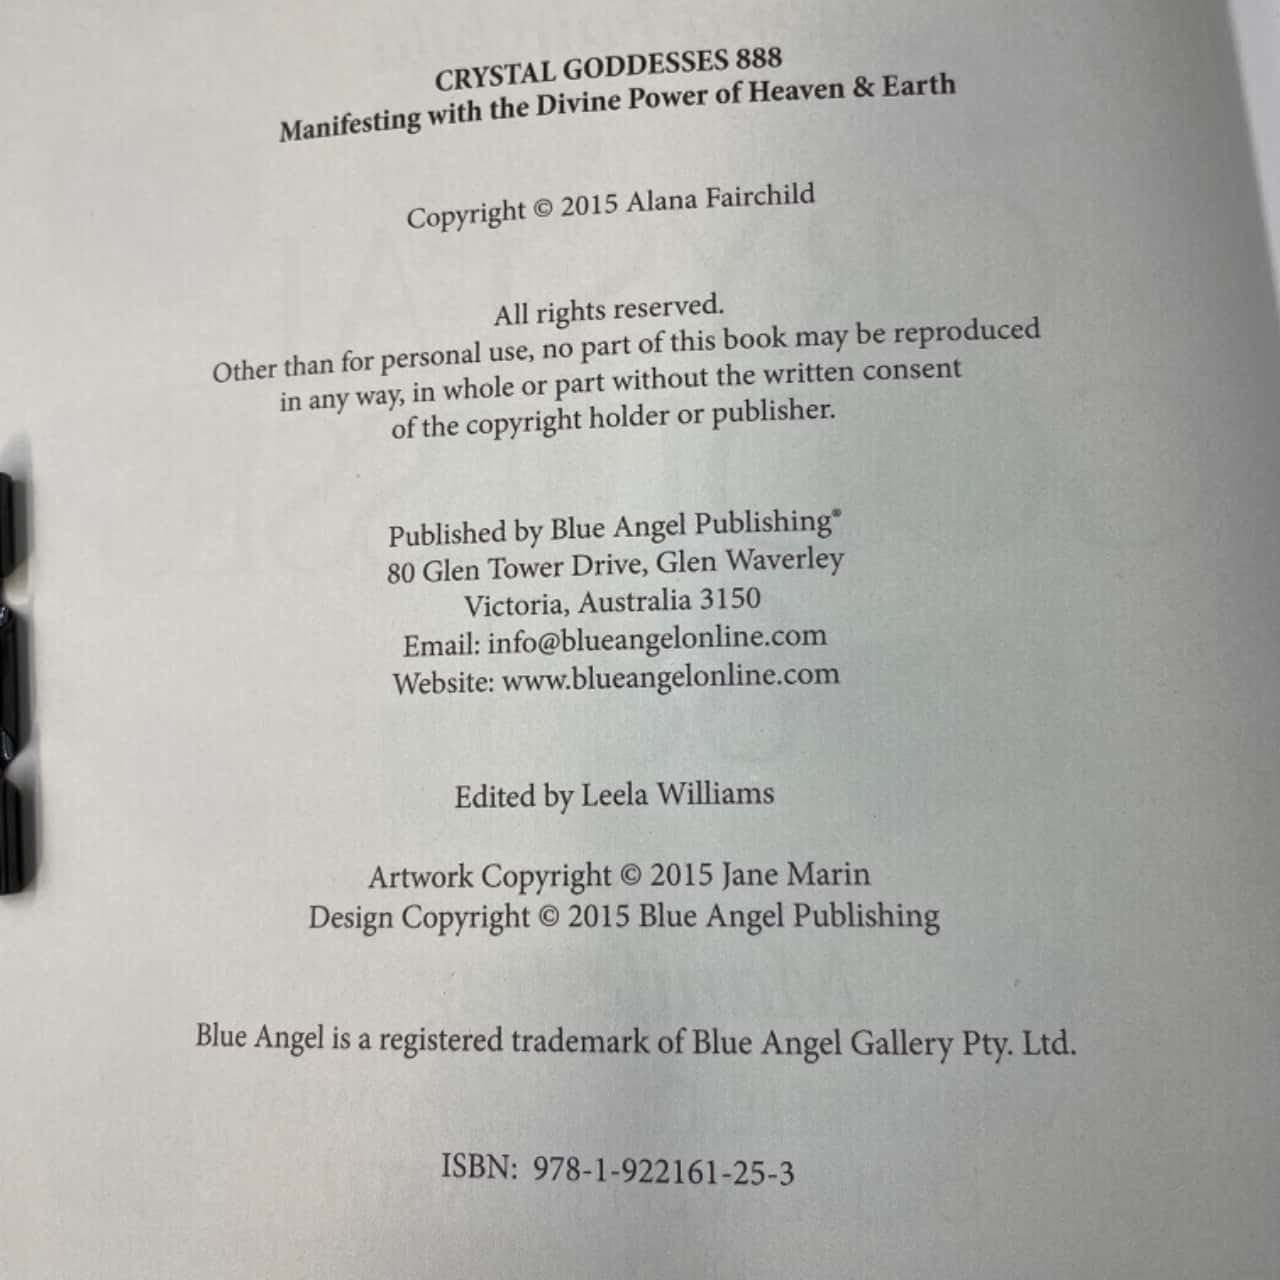 CRYSTAL GODDESSES 888
Manifesting with the Divine Power of Heaven & Earth
Copyright © 2015 Alana Fairchild
All rights reserved.
Other than for personal use, no part of this book may be reproduced
in any way, in whole or part without the written consent
of the copyright holder or publisher.
Published by Blue Angel Publishing®
80 Glen Tower Drive, Glen Waverley
Victoria, Australia 3150
Email: info@blueangelonline.com
Website: www.blueangelonline.com
Edited by Leela Williams
Artwork Copyright © 2015 Jane Marin
Design Copyright © 2015 Blue Angel Publishing
Blue Angel is a registered trademark of Blue Angel Gallery Pty. Ltd.
ISBN: 978-1-922161-25-3